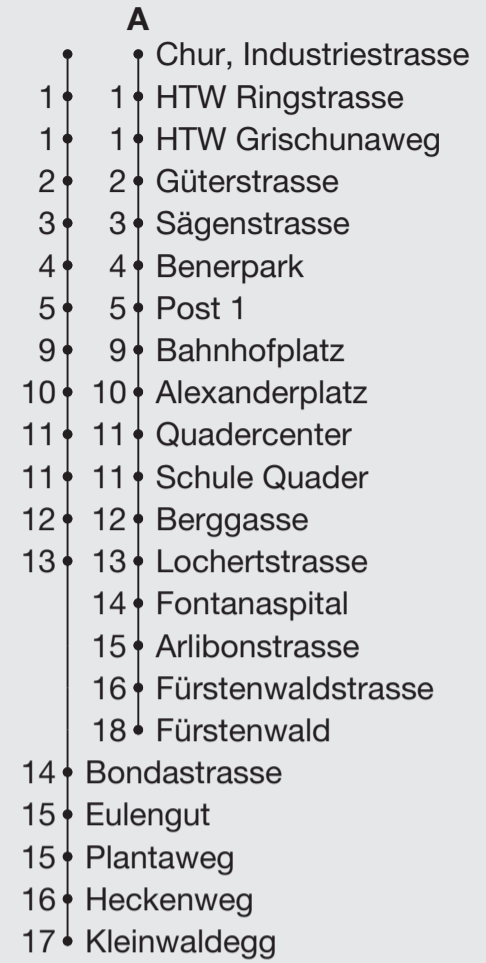 A
Chur, Industriestrasse
1 1 HTW Ringstrasse
1 1 HTW Grischunaweg
2 2 Güterstrasse
3 3 Sägenstrasse
4 4 Benerpark
5 5 Post 1
9 9 Bahnhofplatz
10 10 Alexanderplatz
11 11 Quadercenter
11 11 Schule Quader
12 12 Berggasse
13 13 Lochertstrasse
14 Fontanaspital
15 Arlibonstrasse
16 Fürstenwaldstrasse
18 Fürstenwald
14 Bondastrasse
15 Eulengut
15 Plantaweg
16 Heckenweg
17 Kleinwaldegg